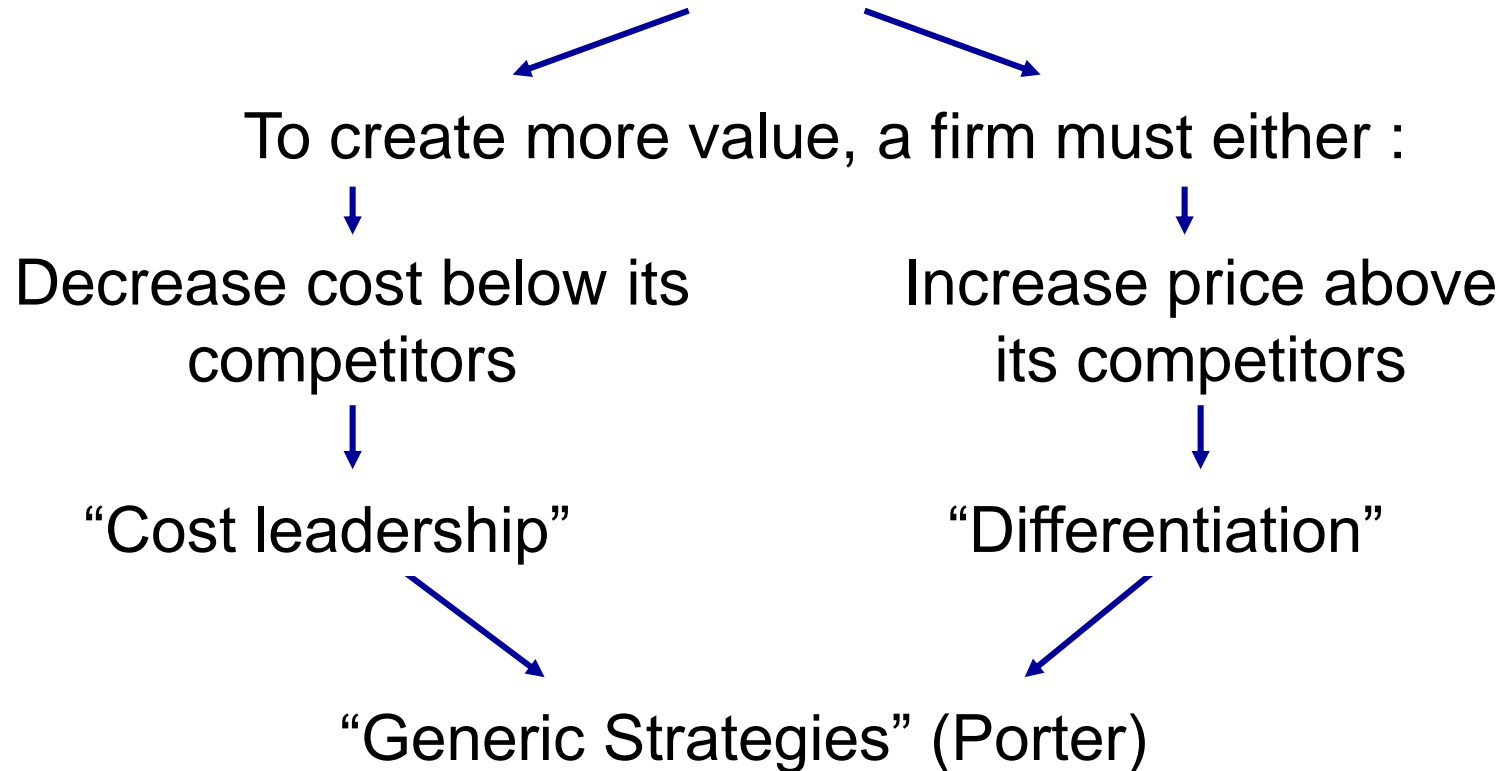 To create more value, a firm must either :
Decrease cost below its
competitors
Increase price above
its competitors
“Cost leadership”
“Differentiation”
“Generic Strategies” (Porter)